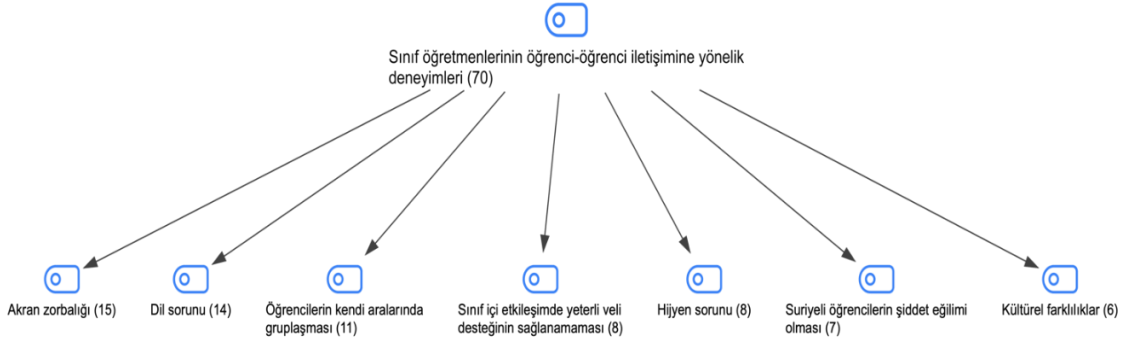 Sınıf öğretmenlerinin öğrenci-öğrenci iletişimine yönelik
deneyimleri (70)
Akran zorbalığı (15)
Dil sorunu (14)
Öğrencilerin kendi aralarında
gruplaşması (11)
Sınıf içi etkileşimde yeterli veli
desteğinin sağlanamaması (8)
Hijyen sorunu (8)
Suriyeli öğrencilerin şiddet eğilimi
olması (7)
Kültürel farklılıklar (6)